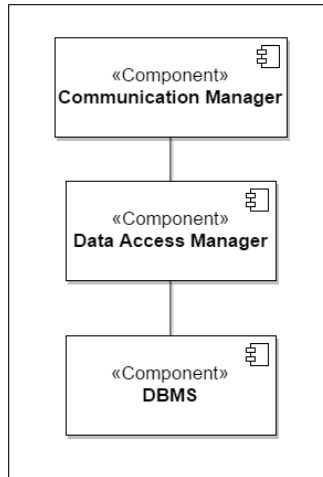 «Component»
Communication Manager
«Component»
Data Access Manager
«Component»
DBMS